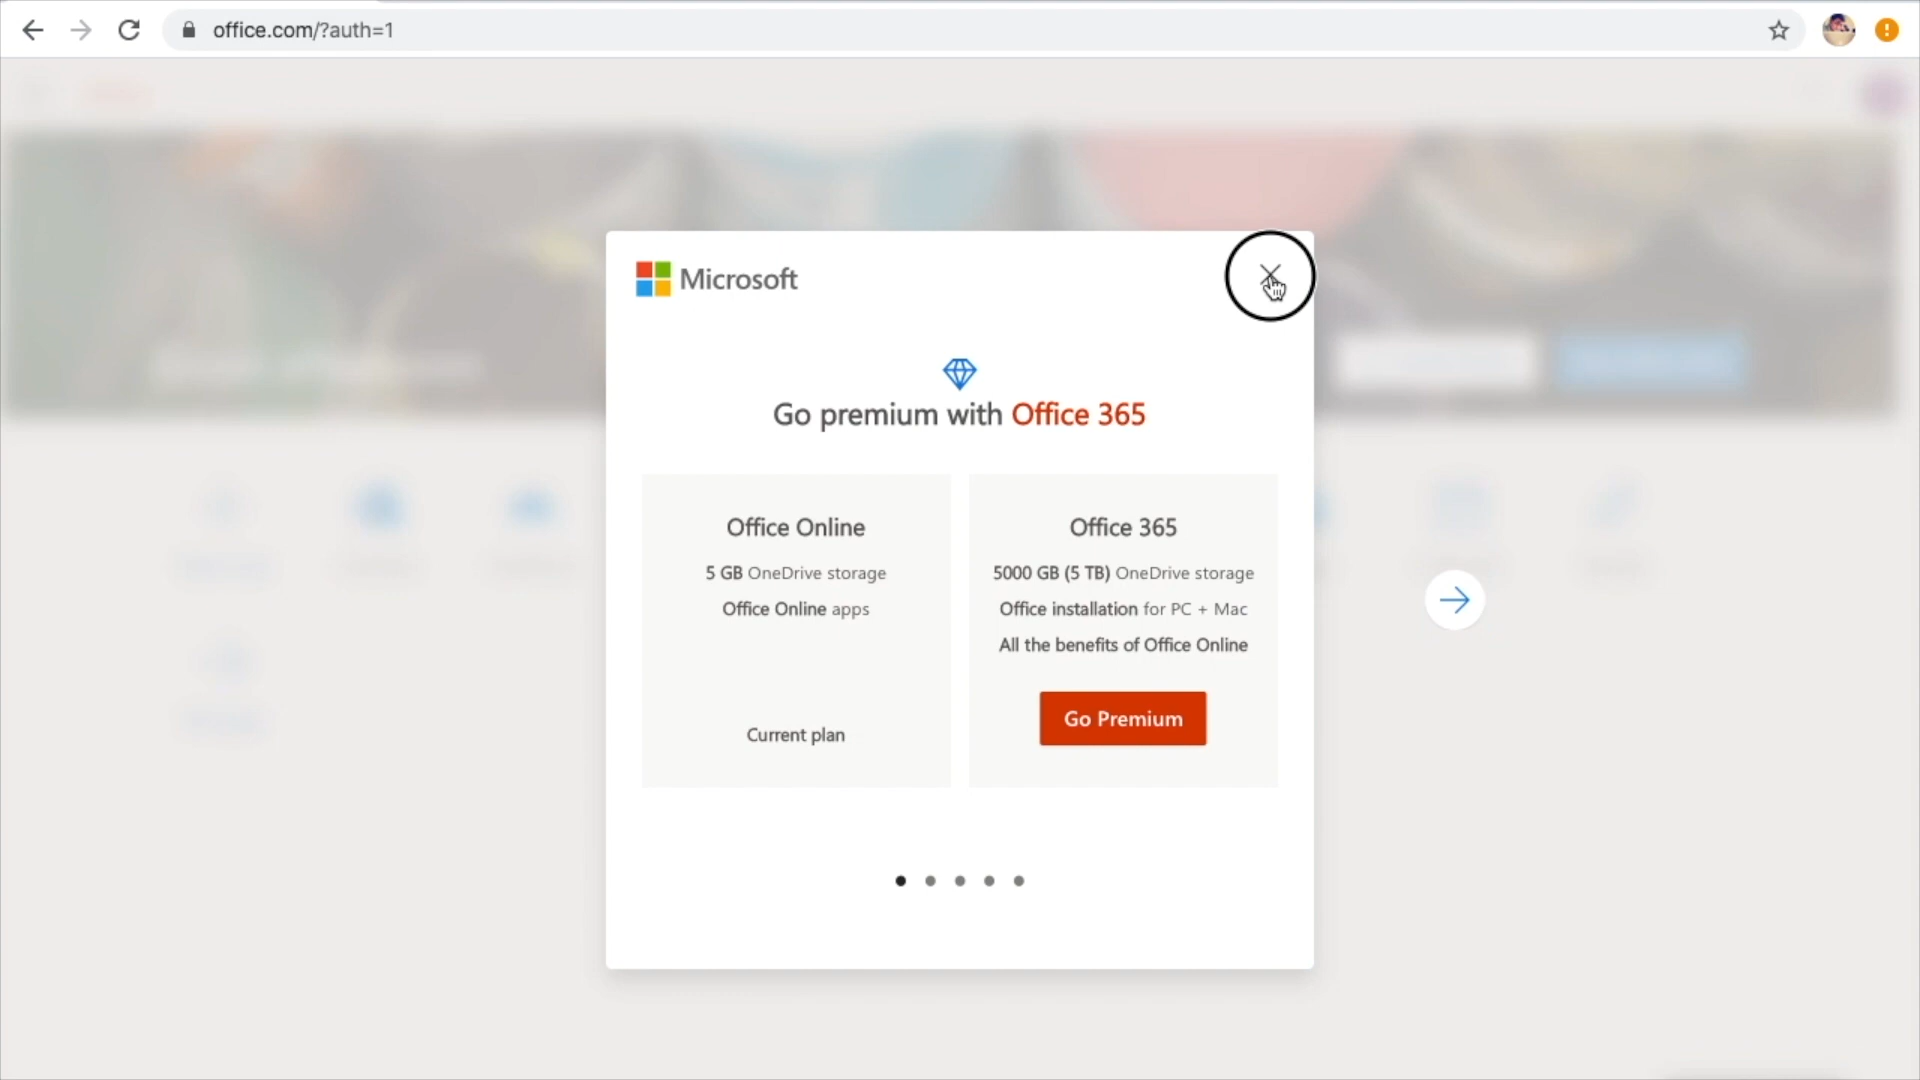 office.com/?auth=1
Microsoft
Go premium with Office 365
Office Online
5 GB OneDrive storage
Office Online apps
Current plan
Office 365
5000 GB (5 TB) OneDrive storage
Office installation for PC + Mac
All the benefits of Office Online
Go Premium